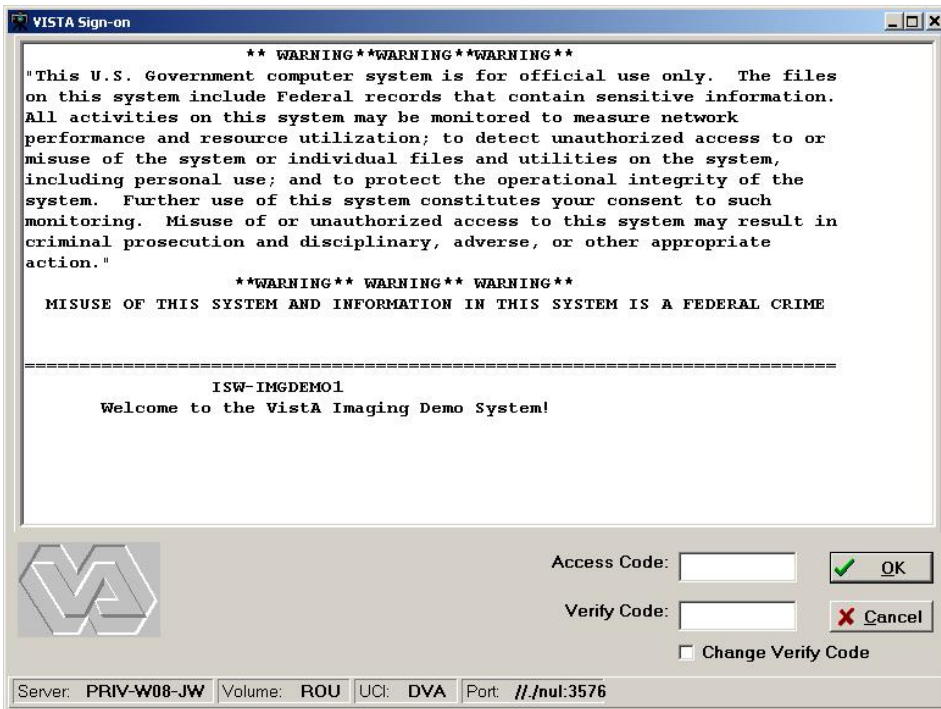 VISTA Sign-on
** WARNING**WARNING**WARNING**
"This U.S. Government computer system is for official use only. The files
on this system include Federal records that contain sensitive information.
All activities on this system may be monitored to measure network
performance and resource utilization; to detect unauthorized access to or
misuse of the system or individual files and utilities on the system,
including personal use; and to protect the operational integrity of the
system. Further use of this system constitutes your consent to such
monitoring. Misuse of or unauthorized access to this system may result in
criminal prosecution and disciplinary, adverse, or other appropriate
action."
**WARNING** WARNING** WARNING**
MISUSE OF THIS SYSTEM AND INFORMATION IN THIS SYSTEM IS A FEDERAL CRIME
==========================================================================
ISW-IMGDEMO1
Welcome to the VistA Imaging Demo System!
VA
Access Code:
OK
Verify Code:
Cancel
Change Verify Code
Server: PRIV-W08-JW Volume: ROU UCI: DVA Port: //./nul:3576